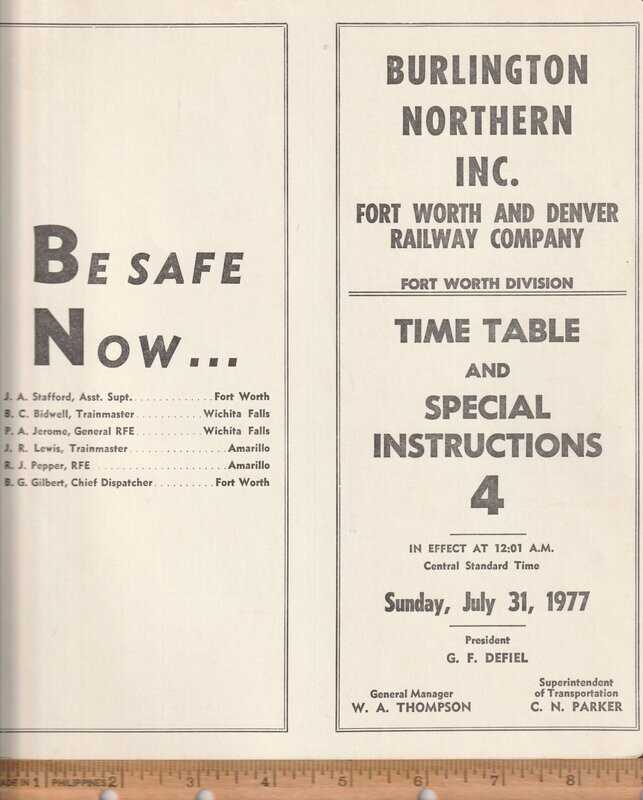 BE SAFE
NOW...
J. A. Stafford, Asst. Supt. . . . . . . . . . . . . . Fort Worth
B. C. Bidwell, Trainmaster . . . . . . . . . . . Wichita Falls
P. A. Jerome, General RFE . . . . . . . . . . . Wichita Falls
J. R. Lewis, Trainmaster . . . . . . . . . . . . . . . . Amarillo
R. J. Pepper, RFE . . . . . . . . . . . . . . . . . . . . . Amarillo
B. G. Gilbert, Chief Dispatcher . . . . . . . . . . Fort Worth
BURLINGTON
NORTHERN
INC.
FORT WORTH AND DENVER
RAILWAY COMPANY
FORT WORTH DIVISION
TIME TABLE
AND
SPECIAL
INSTRUCTIONS
4
IN EFFECT AT 12:01 A.M.
Central Standard Time
Sunday, July 31, 1977
President
G. F. DEFIEL
General Manager
W. A. THOMPSON
Superintendent
of Transportation
C. N. PARKER
MADE IN 1 PHILIPPINES 2 3 4 5 6 7 8